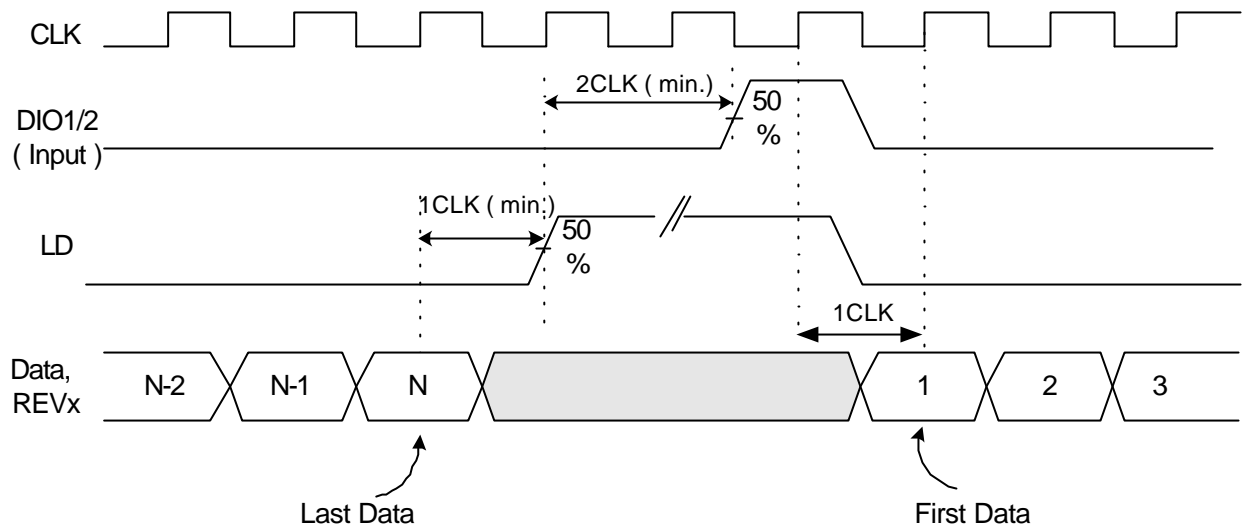 CLK
2CLK ( min.)
DIO1/2
( Input )
50
%
1CLK ( min.)
LD
50
%
1CLK
Data,
REVx
N-2 N-1 N 1 2 3
Last Data First Data